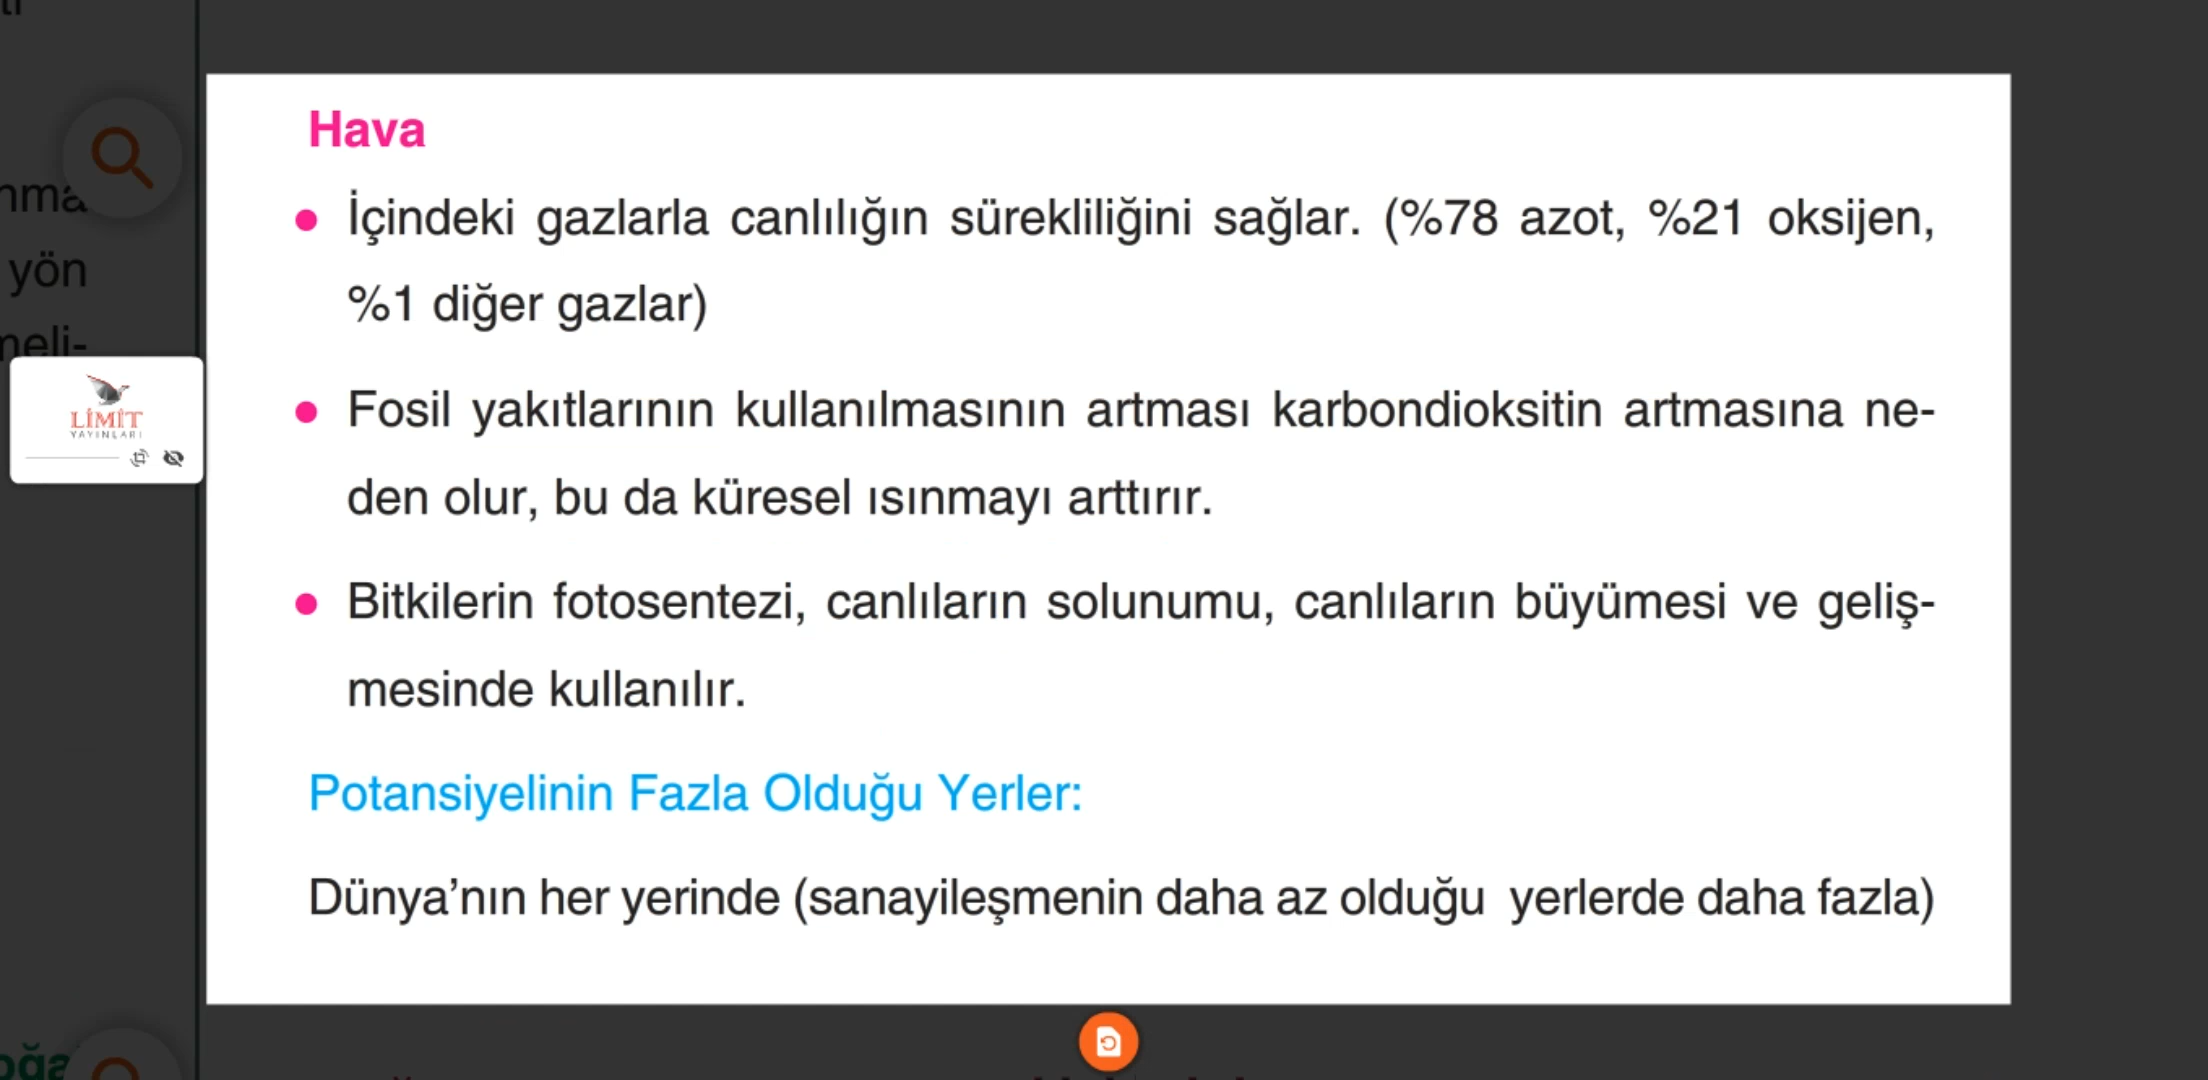 Hava
• İçindeki gazlarla canlılığın sürekliliğini sağlar. (%78 azot, %21 oksijen,
%1 diğer gazlar)
• Fosil yakıtlarının kullanılmasının artması karbondioksitin artmasına ne-
den olur, bu da küresel ısınmayı arttırır.
• Bitkilerin fotosentezi, canlıların solunumu, canlıların büyümesi ve geliş-
mesinde kullanılır.
Potansiyelinin Fazla Olduğu Yerler:
Dünya’nın her yerinde (sanayileşmenin daha az olduğu yerlerde daha fazla)
yön
meli-
LİMİT
YAYINLARI